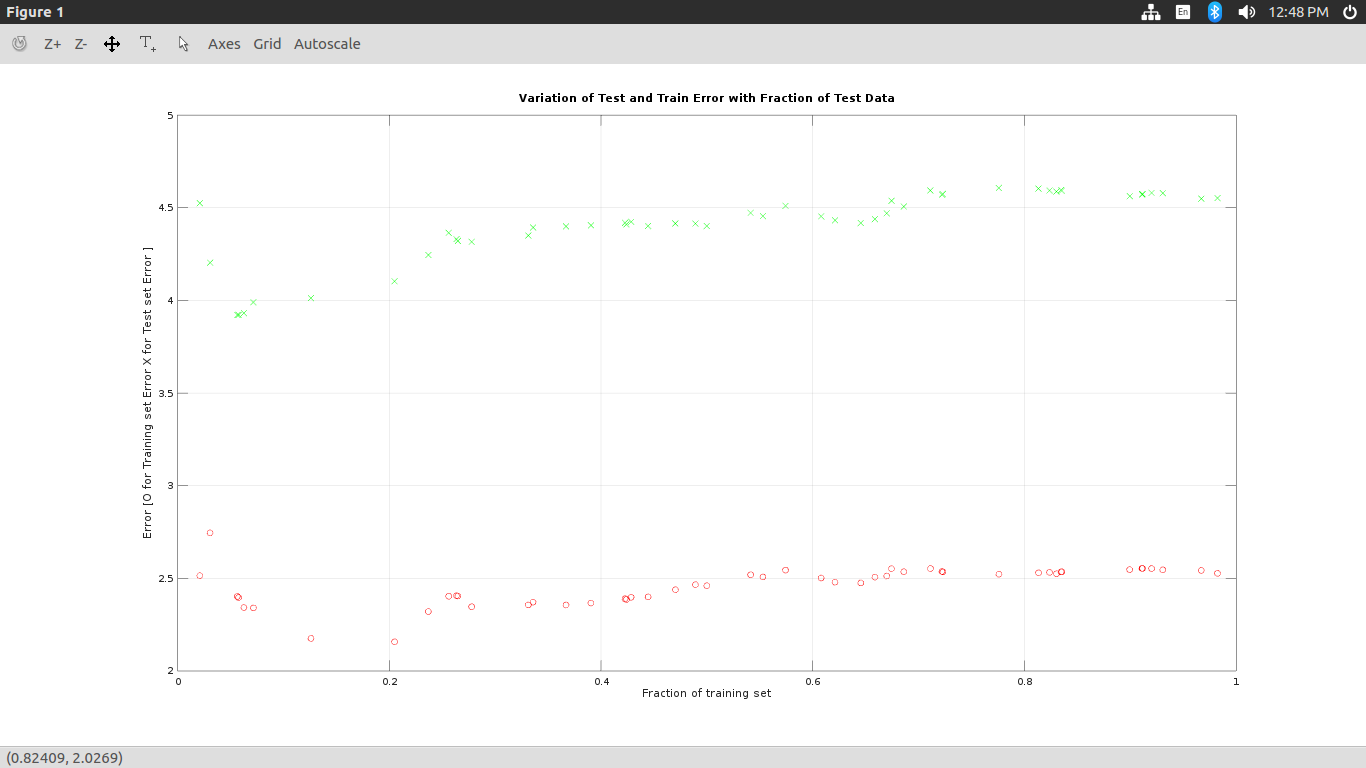 Figure 1
En
12:48 PM
Z+ Z- T+ Axes Grid Autoscale
Variation of Test and Train Error with Fraction of Test Data
Error [O for Training set Error X for Test set Error ]
5
4.5
4
3.5
3
2.5
2
0 0.2 0.4 0.6 0.8 1
Fraction of training set
(0.82409, 2.0269)